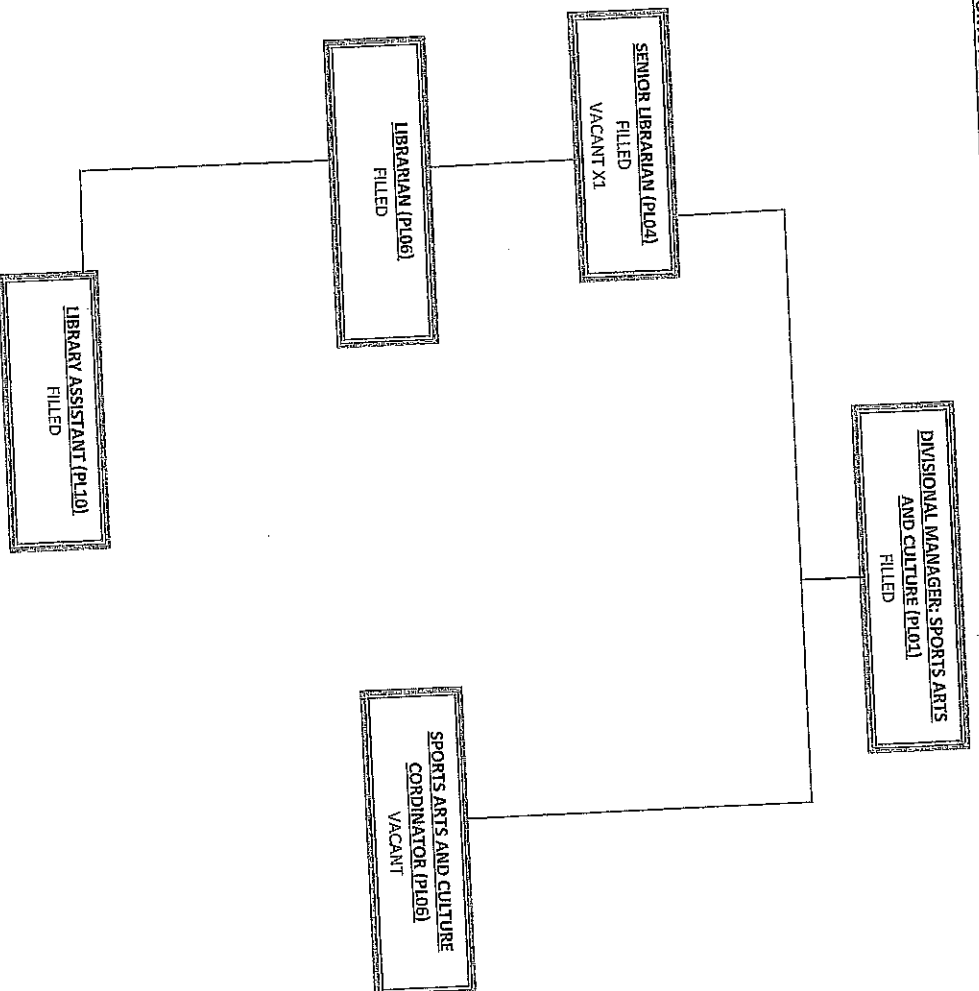 DIVISIONAL MANAGER: SPORTS ARTS
AND CULTURE (PL01)
FILLED
SENIOR LIBRARIAN (PL04)
FILLED
VACANT X1
SPORTS ARTS AND CULTURE
CORDINATOR (PL06)
VACANT
LIBRARIAN (PL06)
FILLED
LIBRARY ASSISTANT (PL10)
FILLED